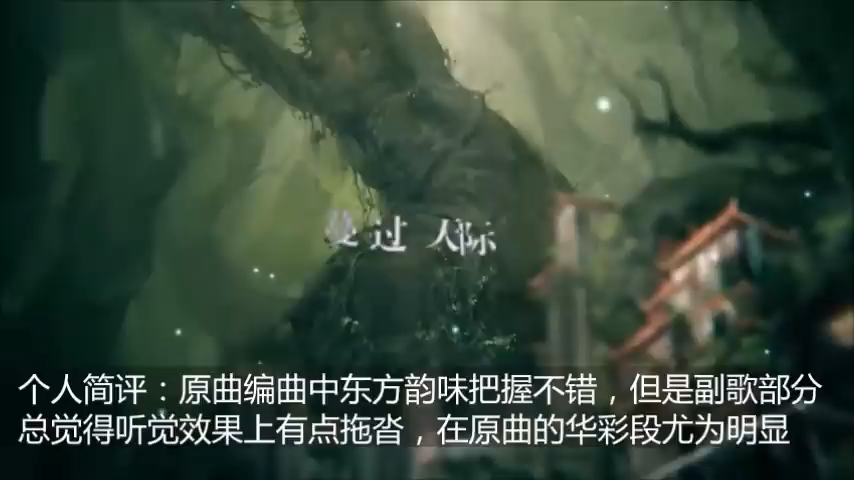 蔓过 人际
个人简评：原曲编曲中东方韵味把握不错，但是副歌部分
总觉得听觉效果上有点拖沓，在原曲的华彩段尤为明显